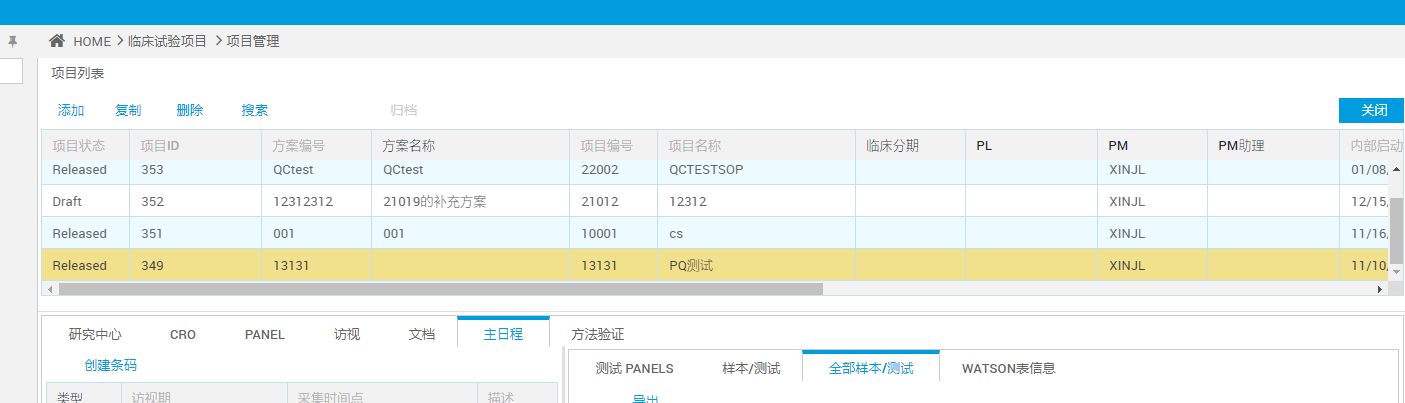 HOME > 临床试验项目 > 项目管理
项目列表
添加 复制 删除 搜索 归档 关闭
项目状态 项目ID 方案编号 方案名称 项目编号 项目名称 临床分期 PL PM PM助理 内部启动
Released 353 QCtest QCtest 22002 QCTESTSOP XINJL 01/08,
Draft 352 12312312 21019的补充方案 21012 12312 XINJL 12/15,
Released 351 001 001 10001 cs XINJL 11/16,
Released 349 13131 13131 PQ测试 XINJL 11/10,
研究中心 CRO PANEL 访视 文档 主日程 方法验证
创建条码
测试 PANELS 样本/测试 全部样本/测试 WATSON表信息
类型 访视期 采集时间点 描述
导出